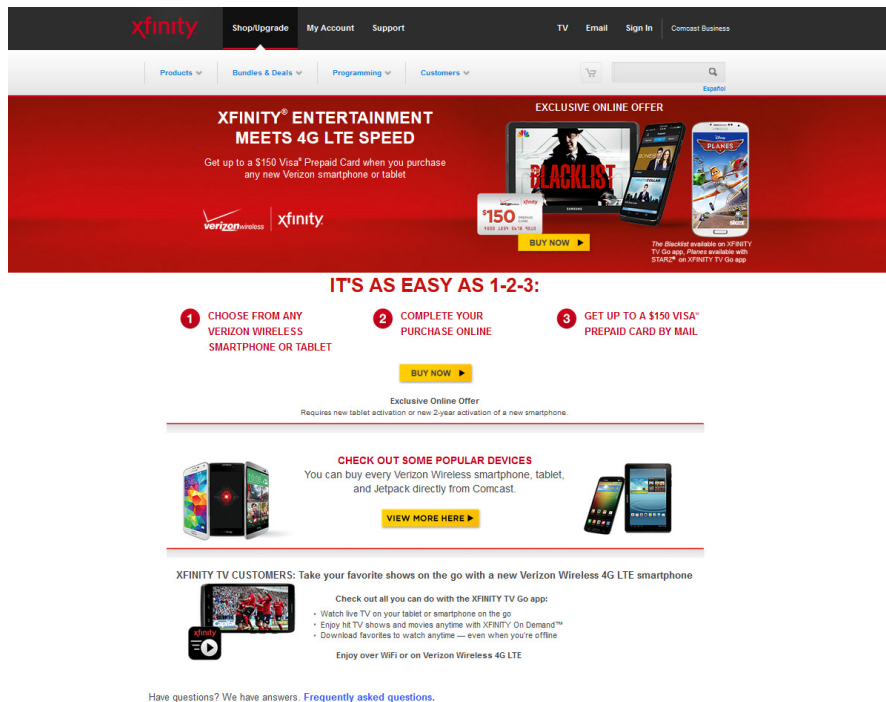 xfinity
Shop/Upgrade My Account Support TV Email Sign In Comcast Business
Products Bundles & Deals Programming Customers
Español
XFINITY® ENTERTAINMENT
MEETS 4G LTE SPEED
Get up to a $150 Visa® Prepaid Card when you purchase
any new Verizon smartphone or tablet
verizonwireless xfinity
EXCLUSIVE ONLINE OFFER
THE BLACKLIST
SAMSUNG
Disney
PLANES
starz
verizon xfinity
$150 PREPAID CARD
BUY NOW
The Blacklist available on XFINITY
TV Go app, Planes available with
STARZ® on XFINITY TV Go app
IT'S AS EASY AS 1-2-3:
1 CHOOSE FROM ANY
VERIZON WIRELESS
SMARTPHONE OR TABLET
2 COMPLETE YOUR
PURCHASE ONLINE
3 GET UP TO A $150 VISA®
PREPAID CARD BY MAIL
BUY NOW
Exclusive Online Offer
Requires new tablet activation or new 2-year activation of a new smartphone.
CHECK OUT SOME POPULAR DEVICES
You can buy every Verizon Wireless smartphone, tablet,
and Jetpack directly from Comcast.
VIEW MORE HERE
XFINITY TV CUSTOMERS: Take your favorite shows on the go with a new Verizon Wireless 4G LTE smartphone
Capital
xfinity
Check out all you can do with the XFINITY TV Go app:
• Watch live TV on your tablet or smartphone on the go
• Enjoy hit TV shows and movies anytime with XFINITY On Demand™
• Download favorites to watch anytime — even when you're offline
Enjoy over WiFi or on Verizon Wireless 4G LTE
Have questions? We have answers. Frequently asked questions.